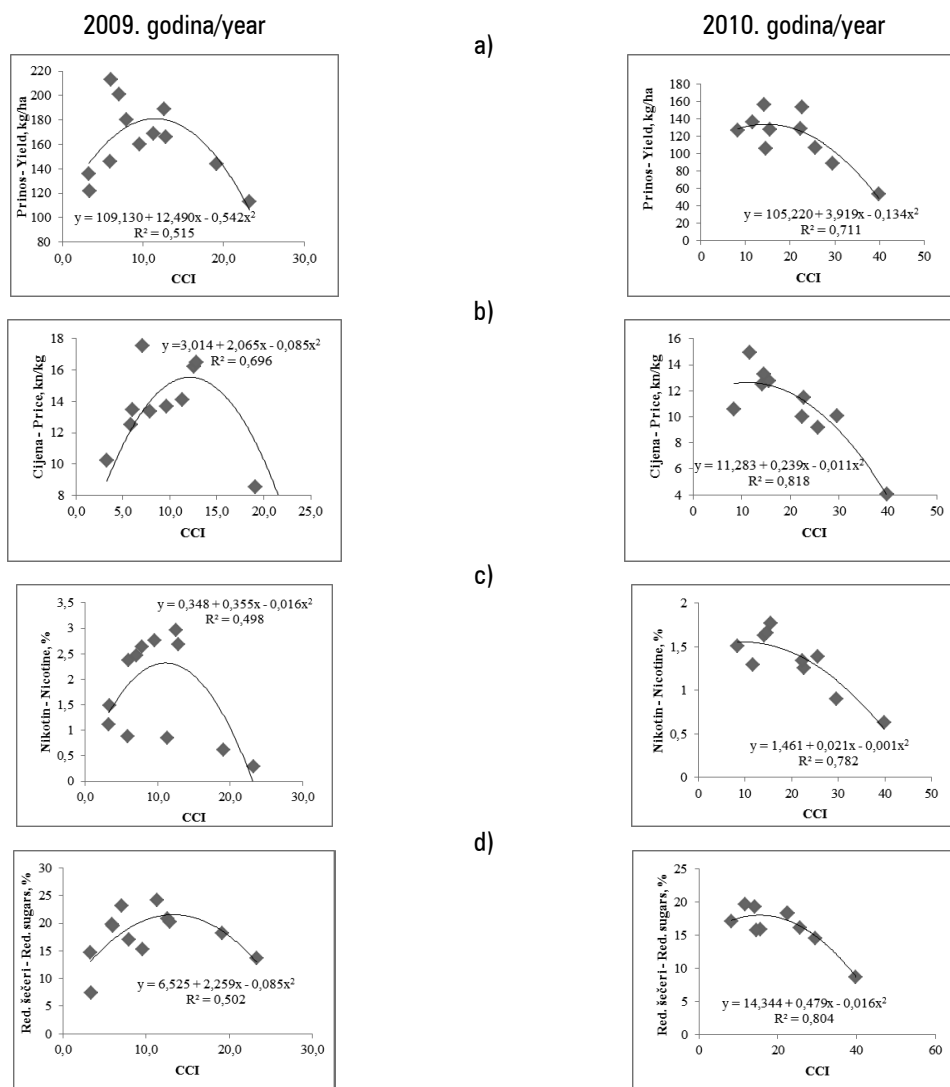 2009. godina/year
2010. godina/year
a)
Prinos - Yield, kg/ha
220
200
180
160
140
120
100
80
y = 109,130 + 12,490x - 0,542x²
R² = 0,515
0,0 10,0 20,0 30,0
CCI
Prinos - Yield, kg/ha
180
160
140
120
100
80
60
40
20
0
y = 105,220 + 3,919x - 0,134x²
R² = 0,711
0 10 20 30 40 50
CCI
b)
Cijena - Price, kn/kg
18
16
14
12
10
8
y =3,014 + 2,065x - 0,085x²
R² = 0,696
0,0 5,0 10,0 15,0 20,0 25,0
CCI
Cijena - Price, kn/kg
16
14
12
10
8
6
4
y = 11,283 + 0,239x - 0,011x²
R² = 0,818
0 10 20 30 40 50
CCI
c)
Nikotin - Nicotine, %
3,5
3
2,5
2
1,5
1
0,5
0
y = 0,348 + 0,355x - 0,016x²
R² = 0,498
0,0 10,0 20,0 30,0
CCI
Nikotin - Nicotine, %
2
1,5
1
0,5
0
y = 1,461 + 0,021x - 0,001x²
R² = 0,782
0 10 20 30 40 50
CCI
d)
Red. šećeri - Red. sugars, %
30
25
20
15
10
5
0
y = 6,525 + 2,259x - 0,085x²
R² = 0,502
0,0 10,0 20,0 30,0
CCI
Red. šećeri - Red. sugars, %
25
20
15
10
5
0
y = 14,344 + 0,479x - 0,016x²
R² = 0,804
0 20 40 60
CCI